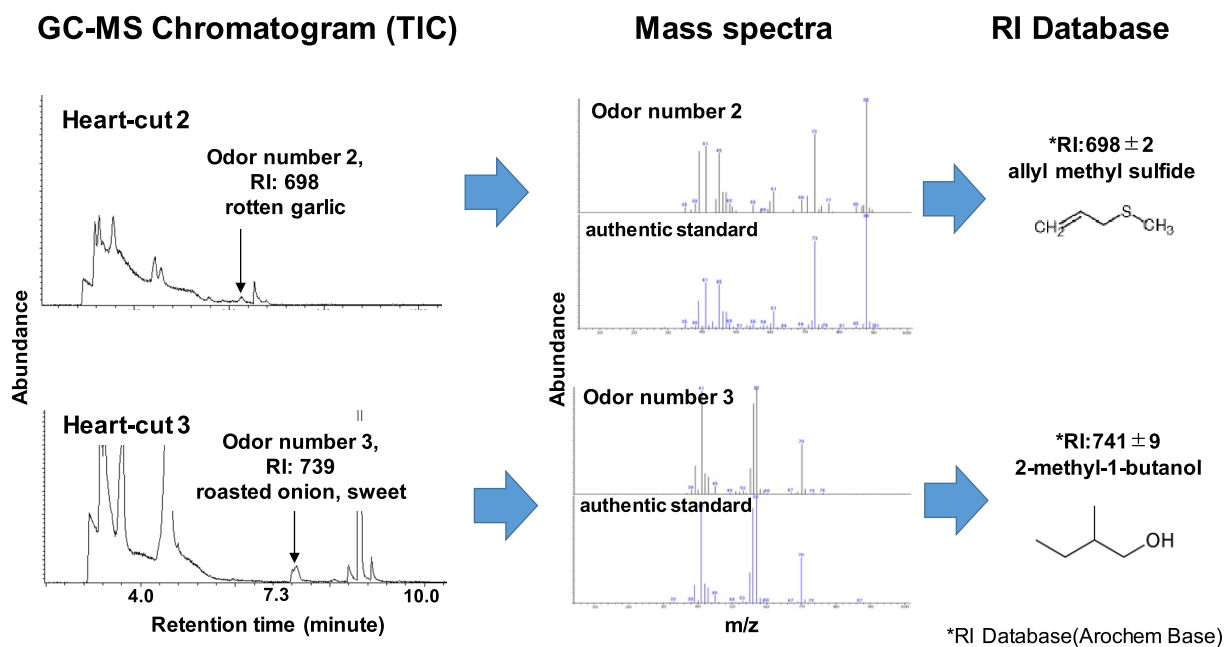 GC-MS Chromatogram (TIC)
Mass spectra
RI Database
Heart-cut 2
Odor number 2,
RI: 698
rotten garlic
Odor number 2
authentic standard
*RI:698±2
allyl methyl sulfide
CH2
S
CH3
Abundance
Abundance
Heart-cut 3
Odor number 3,
RI: 739
roasted onion, sweet
Odor number 3
authentic standard
*RI:741±9
2-methyl-1-butanol
OH
4.0 7.3 10.0
Retention time (minute)
m/z
*RI Database(Arochem Base)